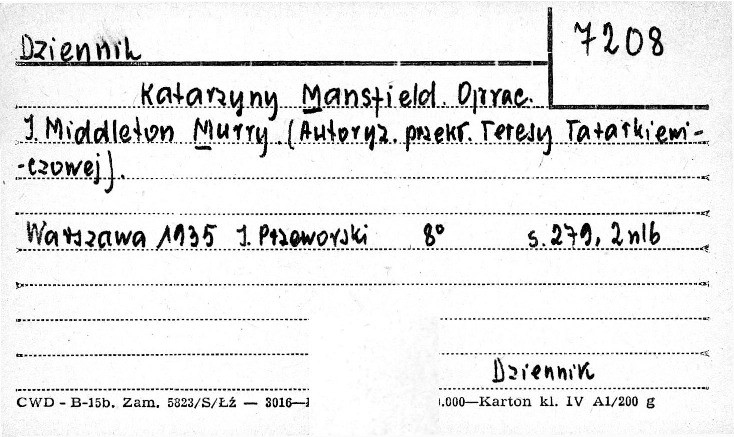 7208
Dziennik
Katarzyny Mansfield. Oprac.
J. Middleton Murry. (Autoryz. przekł. Teresy Tatarkiewi-
-czowej).
Warszawa 1935 J. Przeworski 8° s. 279, 2 nlb
Dziennik
CWD - B-15b. Zam. 5823/S/Łź — 3016— .000—Karton kl. IV A1/200 g